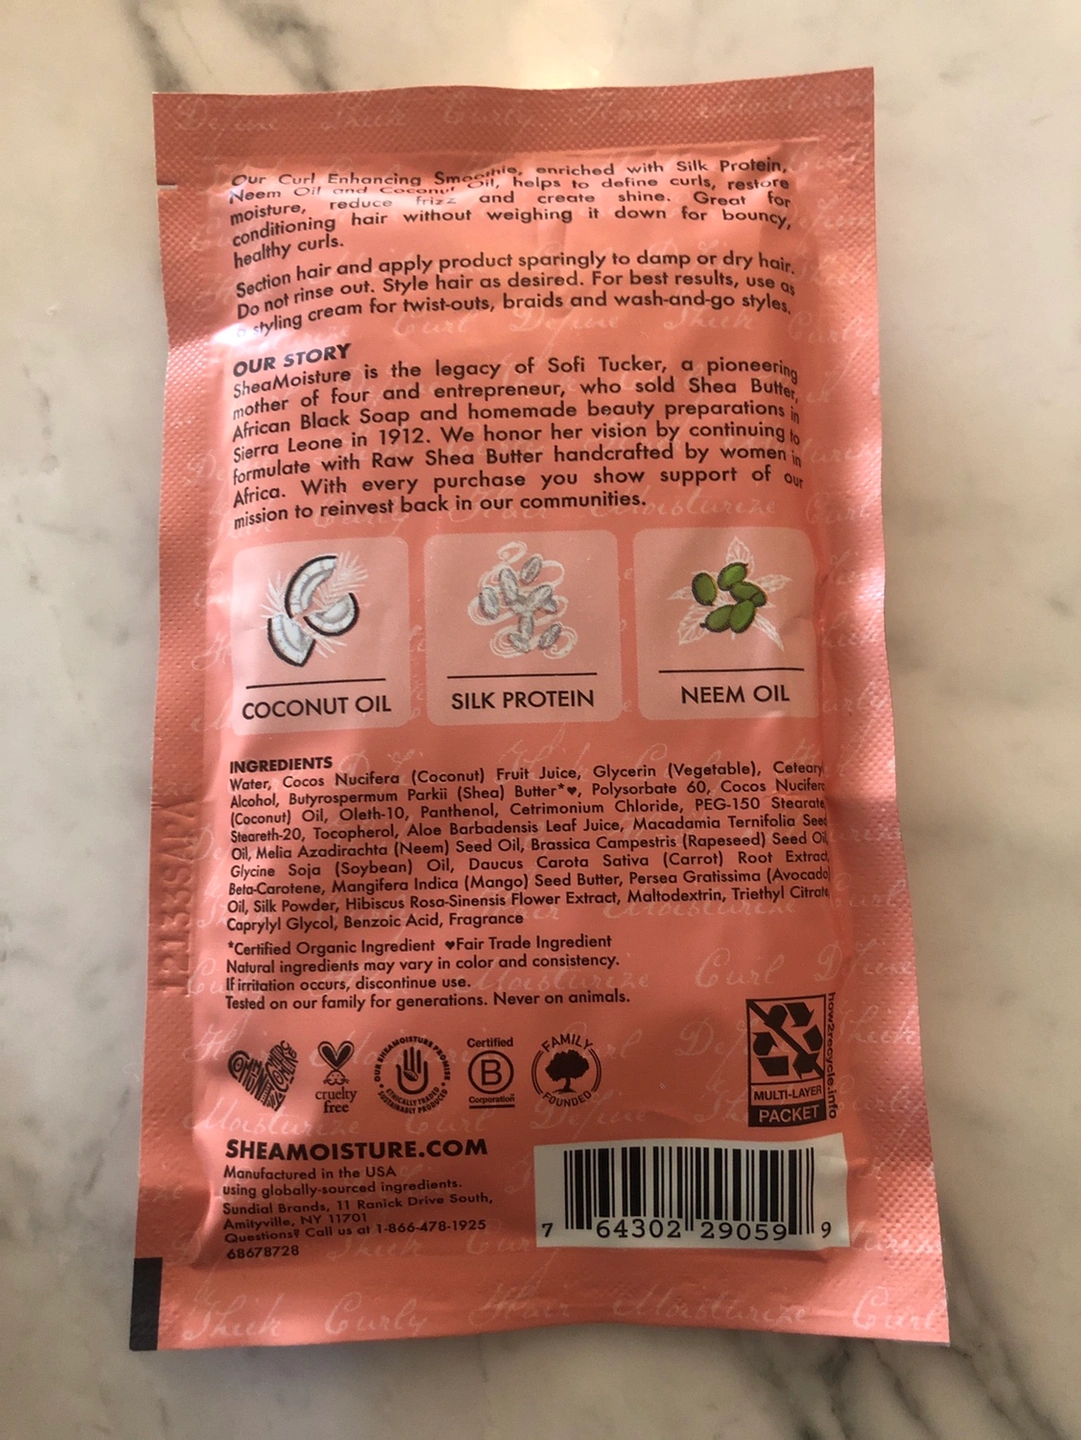 Our Curl Enhancing Smoothie, enriched with Silk Protein,
Neem Oil and Coconut Oil, helps to define curls, restore
moisture, reduce frizz and create shine. Great for
conditioning hair without weighing it down for bouncy,
healthy curls.
Section hair and apply product sparingly to damp or dry hair.
Do not rinse out. Style hair as desired. For best results, use as
a styling cream for twist-outs, braids and wash-and-go styles.
OUR STORY
SheaMoisture is the legacy of Sofi Tucker, a pioneering
mother of four and entrepreneur, who sold Shea Butter,
African Black Soap and homemade beauty preparations in
Sierra Leone in 1912. We honor her vision by continuing to
formulate with Raw Shea Butter handcrafted by women in
Africa. With every purchase you show support of our
mission to reinvest back in our communities.
COCONUT OIL
SILK PROTEIN
NEEM OIL
INGREDIENTS
Water, Cocos Nucifera (Coconut) Fruit Juice, Glycerin (Vegetable), Cetearyl
Alcohol, Butyrospermum Parkii (Shea) Butter*♥, Polysorbate 60, Cocos Nucifera
(Coconut) Oil, Oleth-10, Panthenol, Cetrimonium Chloride, PEG-150 Stearate,
Steareth-20, Tocopherol, Aloe Barbadensis Leaf Juice, Macadamia Ternifolia Seed
Oil, Melia Azadirachta (Neem) Seed Oil, Brassica Campestris (Rapeseed) Seed Oil,
Glycine Soja (Soybean) Oil, Daucus Carota Sativa (Carrot) Root Extract,
Beta-Carotene, Mangifera Indica (Mango) Seed Butter, Persea Gratissima (Avocado)
Oil, Silk Powder, Hibiscus Rosa-Sinensis Flower Extract, Maltodextrin, Triethyl Citrate,
Caprylyl Glycol, Benzoic Acid, Fragrance
*Certified Organic Ingredient ♥Fair Trade Ingredient
Natural ingredients may vary in color and consistency.
If irritation occurs, discontinue use.
Tested on our family for generations. Never on animals.
COMMUNITY COMMERCE
cruelty
free
OUR SHEAMOISTURE PROMISE
ETHICALLY TRADED
SUSTAINABLY PRODUCED
Certified
B
Corporation
FAMILY
FOUNDED
MULTI-LAYER
PACKET
how2recycle.info
SHEAMOISTURE.COM
Manufactured in the USA
using globally-sourced ingredients.
Sundial Brands, 11 Ranick Drive South,
Amityville, NY 11701
Questions? Call us at 1-866-478-1925
68678728
7 64302 29059 9
Thick Curly Hair Moisturize Curl